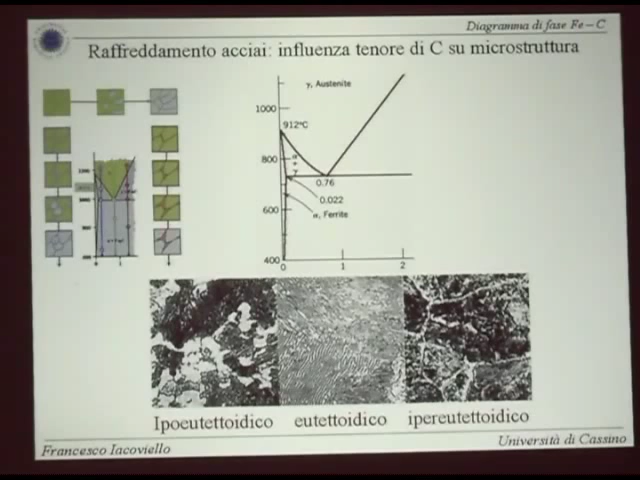 Diagramma di fase Fe – C
Raffreddamento acciai: influenza tenore di C su microstruttura
γ, Austenite
1000
912°C
800
α
+
γ
0.76
0.022
600
α, Ferrite
400
0
1
2
Ipoeutettoidico eutettoidico ipereutettoidico
Francesco Iacoviello
Università di Cassino